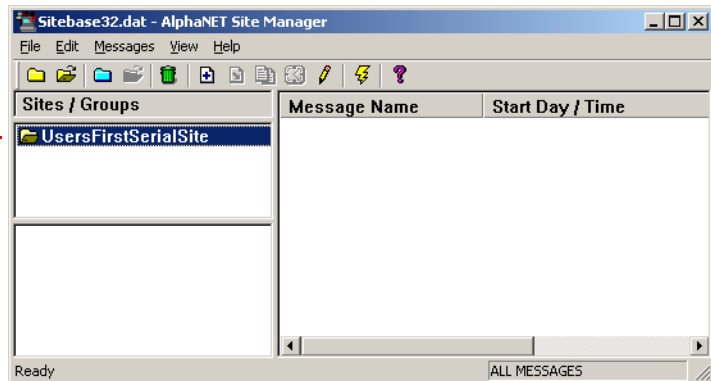 Sitebase32.dat - AlphaNET Site Manager
File Edit Messages View Help
Sites / Groups
Message Name Start Day / Time
UsersFirstSerialSite
Ready ALL MESSAGES